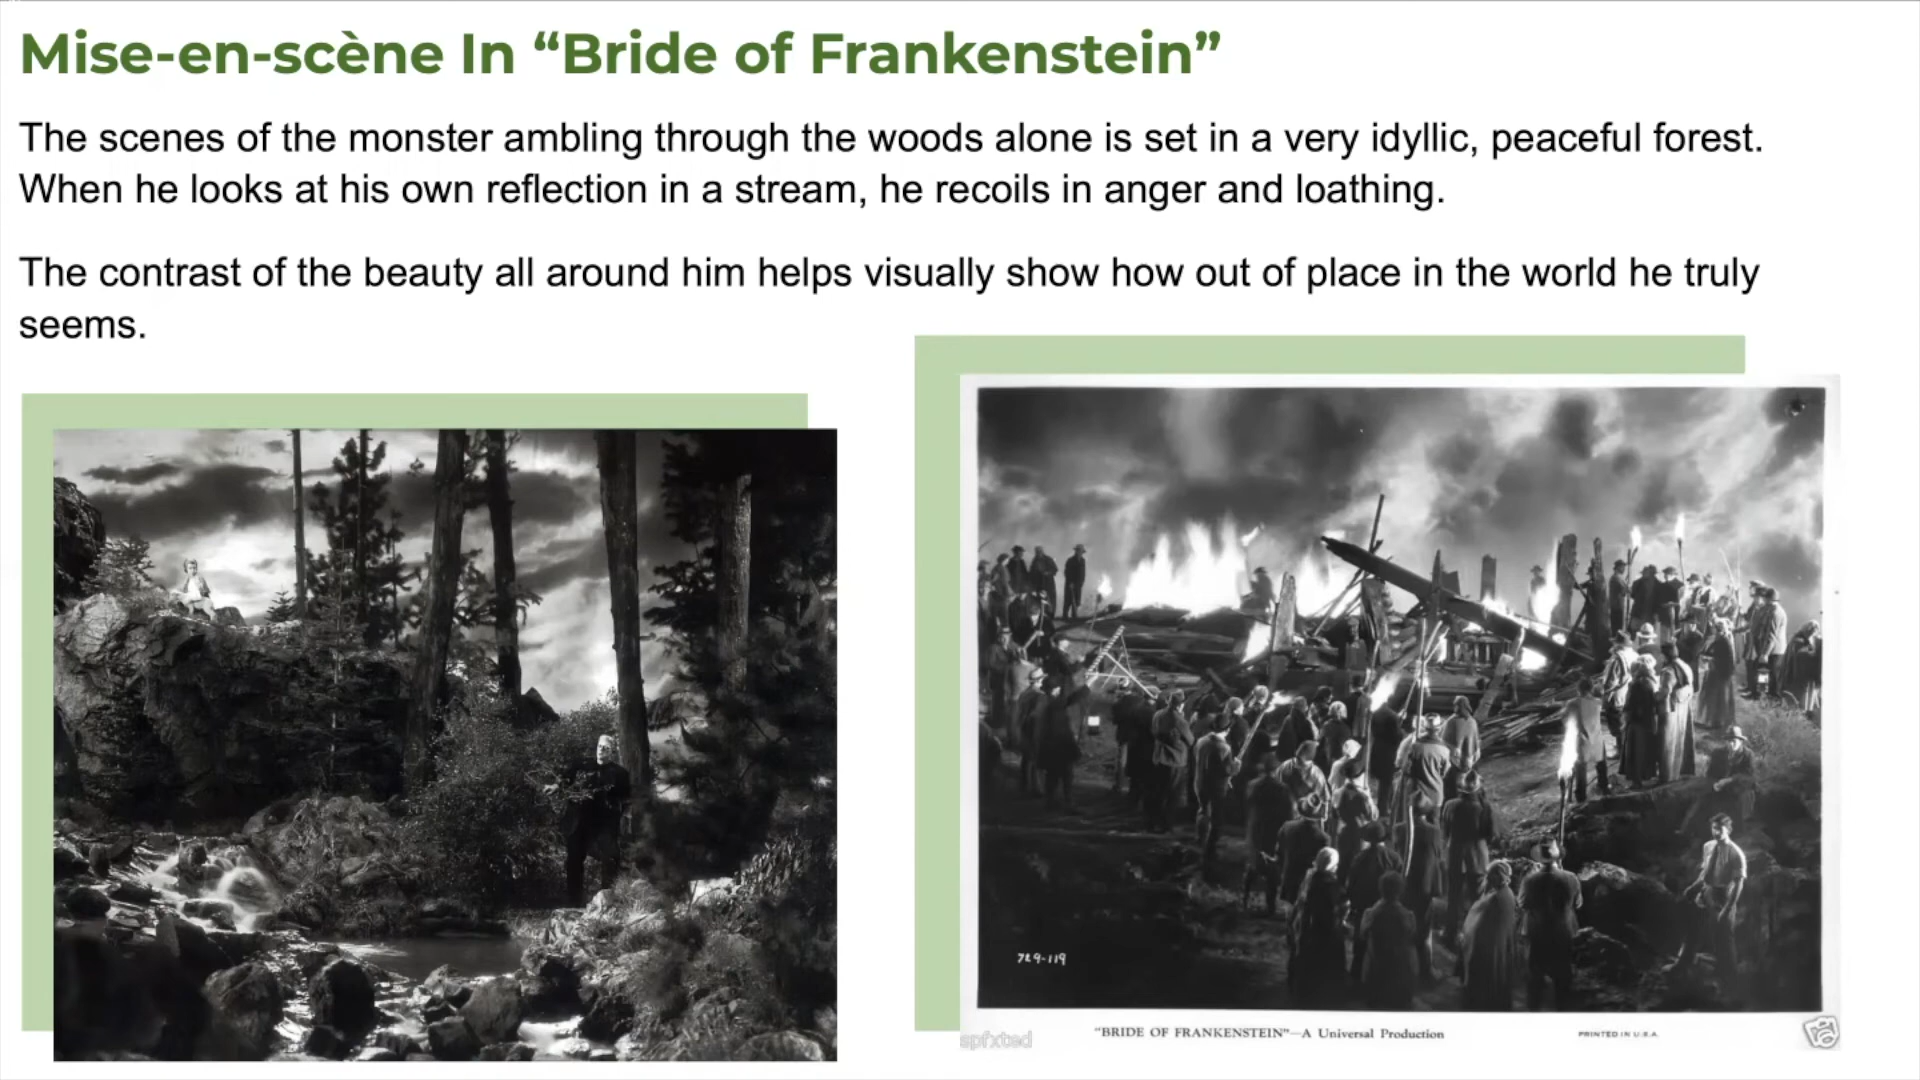 Mise-en-scène In “Bride of Frankenstein”
The scenes of the monster ambling through the woods alone is set in a very idyllic, peaceful forest.
When he looks at his own reflection in a stream, he recoils in anger and loathing.
The contrast of the beauty all around him helps visually show how out of place in the world he truly
seems.
729-119
spfxted
"BRIDE OF FRANKENSTEIN"—A Universal Production
PRINTED IN U.S.A.